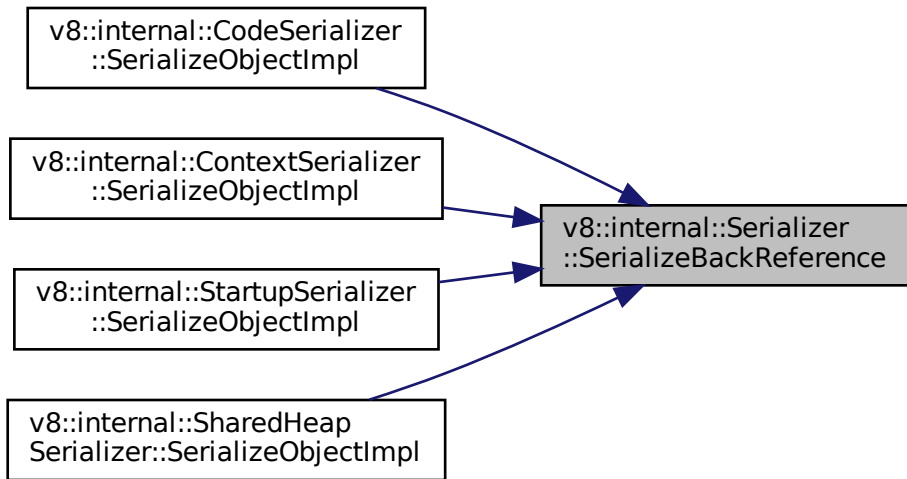 v8::internal::CodeSerializer
::SerializeObjectImpl
v8::internal::ContextSerializer
::SerializeObjectImpl
v8::internal::Serializer
::SerializeBackReference
v8::internal::StartupSerializer
::SerializeObjectImpl
v8::internal::SharedHeap
Serializer::SerializeObjectImpl